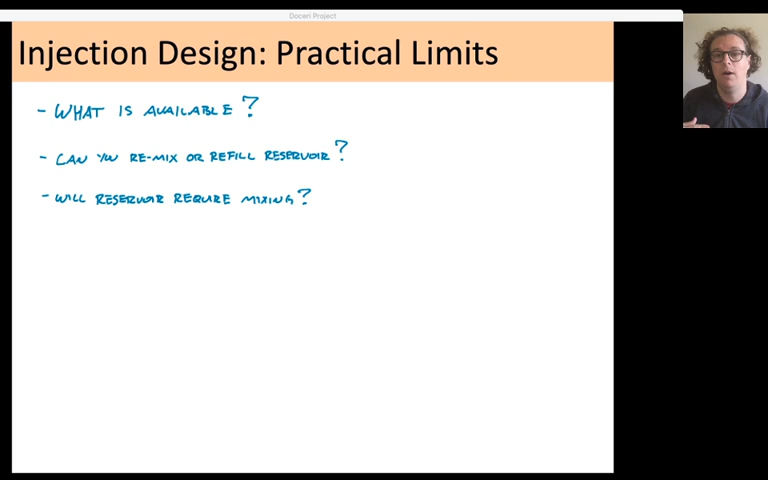 Doceri Project
Injection Design: Practical Limits
- WHAT IS AVAILABLE?
- CAN YOU RE-MIX OR REFILL RESERVOIR?
- WILL RESERVOIR REQUIRE MIXING?